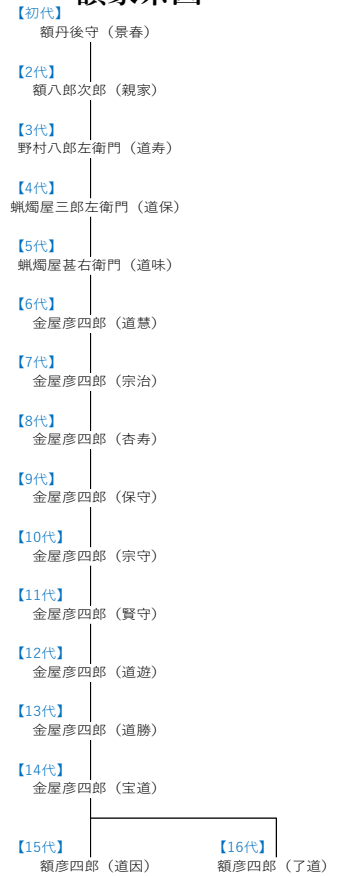 額家系図
【初代】
額丹後守（景春）
【2代】
額八郎次郎（親家）
【3代】
野村八郎左衛門（道寿）
【4代】
蝋燭屋三郎左衛門（道保）
【5代】
蝋燭屋甚右衛門（道味）
【6代】
金屋彦四郎（道慧）
【7代】
金屋彦四郎（宗治）
【8代】
金屋彦四郎（杏寿）
【9代】
金屋彦四郎（保守）
【10代】
金屋彦四郎（宗守）
【11代】
金屋彦四郎（賢守）
【12代】
金屋彦四郎（道遊）
【13代】
金屋彦四郎（道勝）
【14代】
金屋彦四郎（宝道）
【15代】
額彦四郎（道因）
【16代】
額彦四郎（了道）